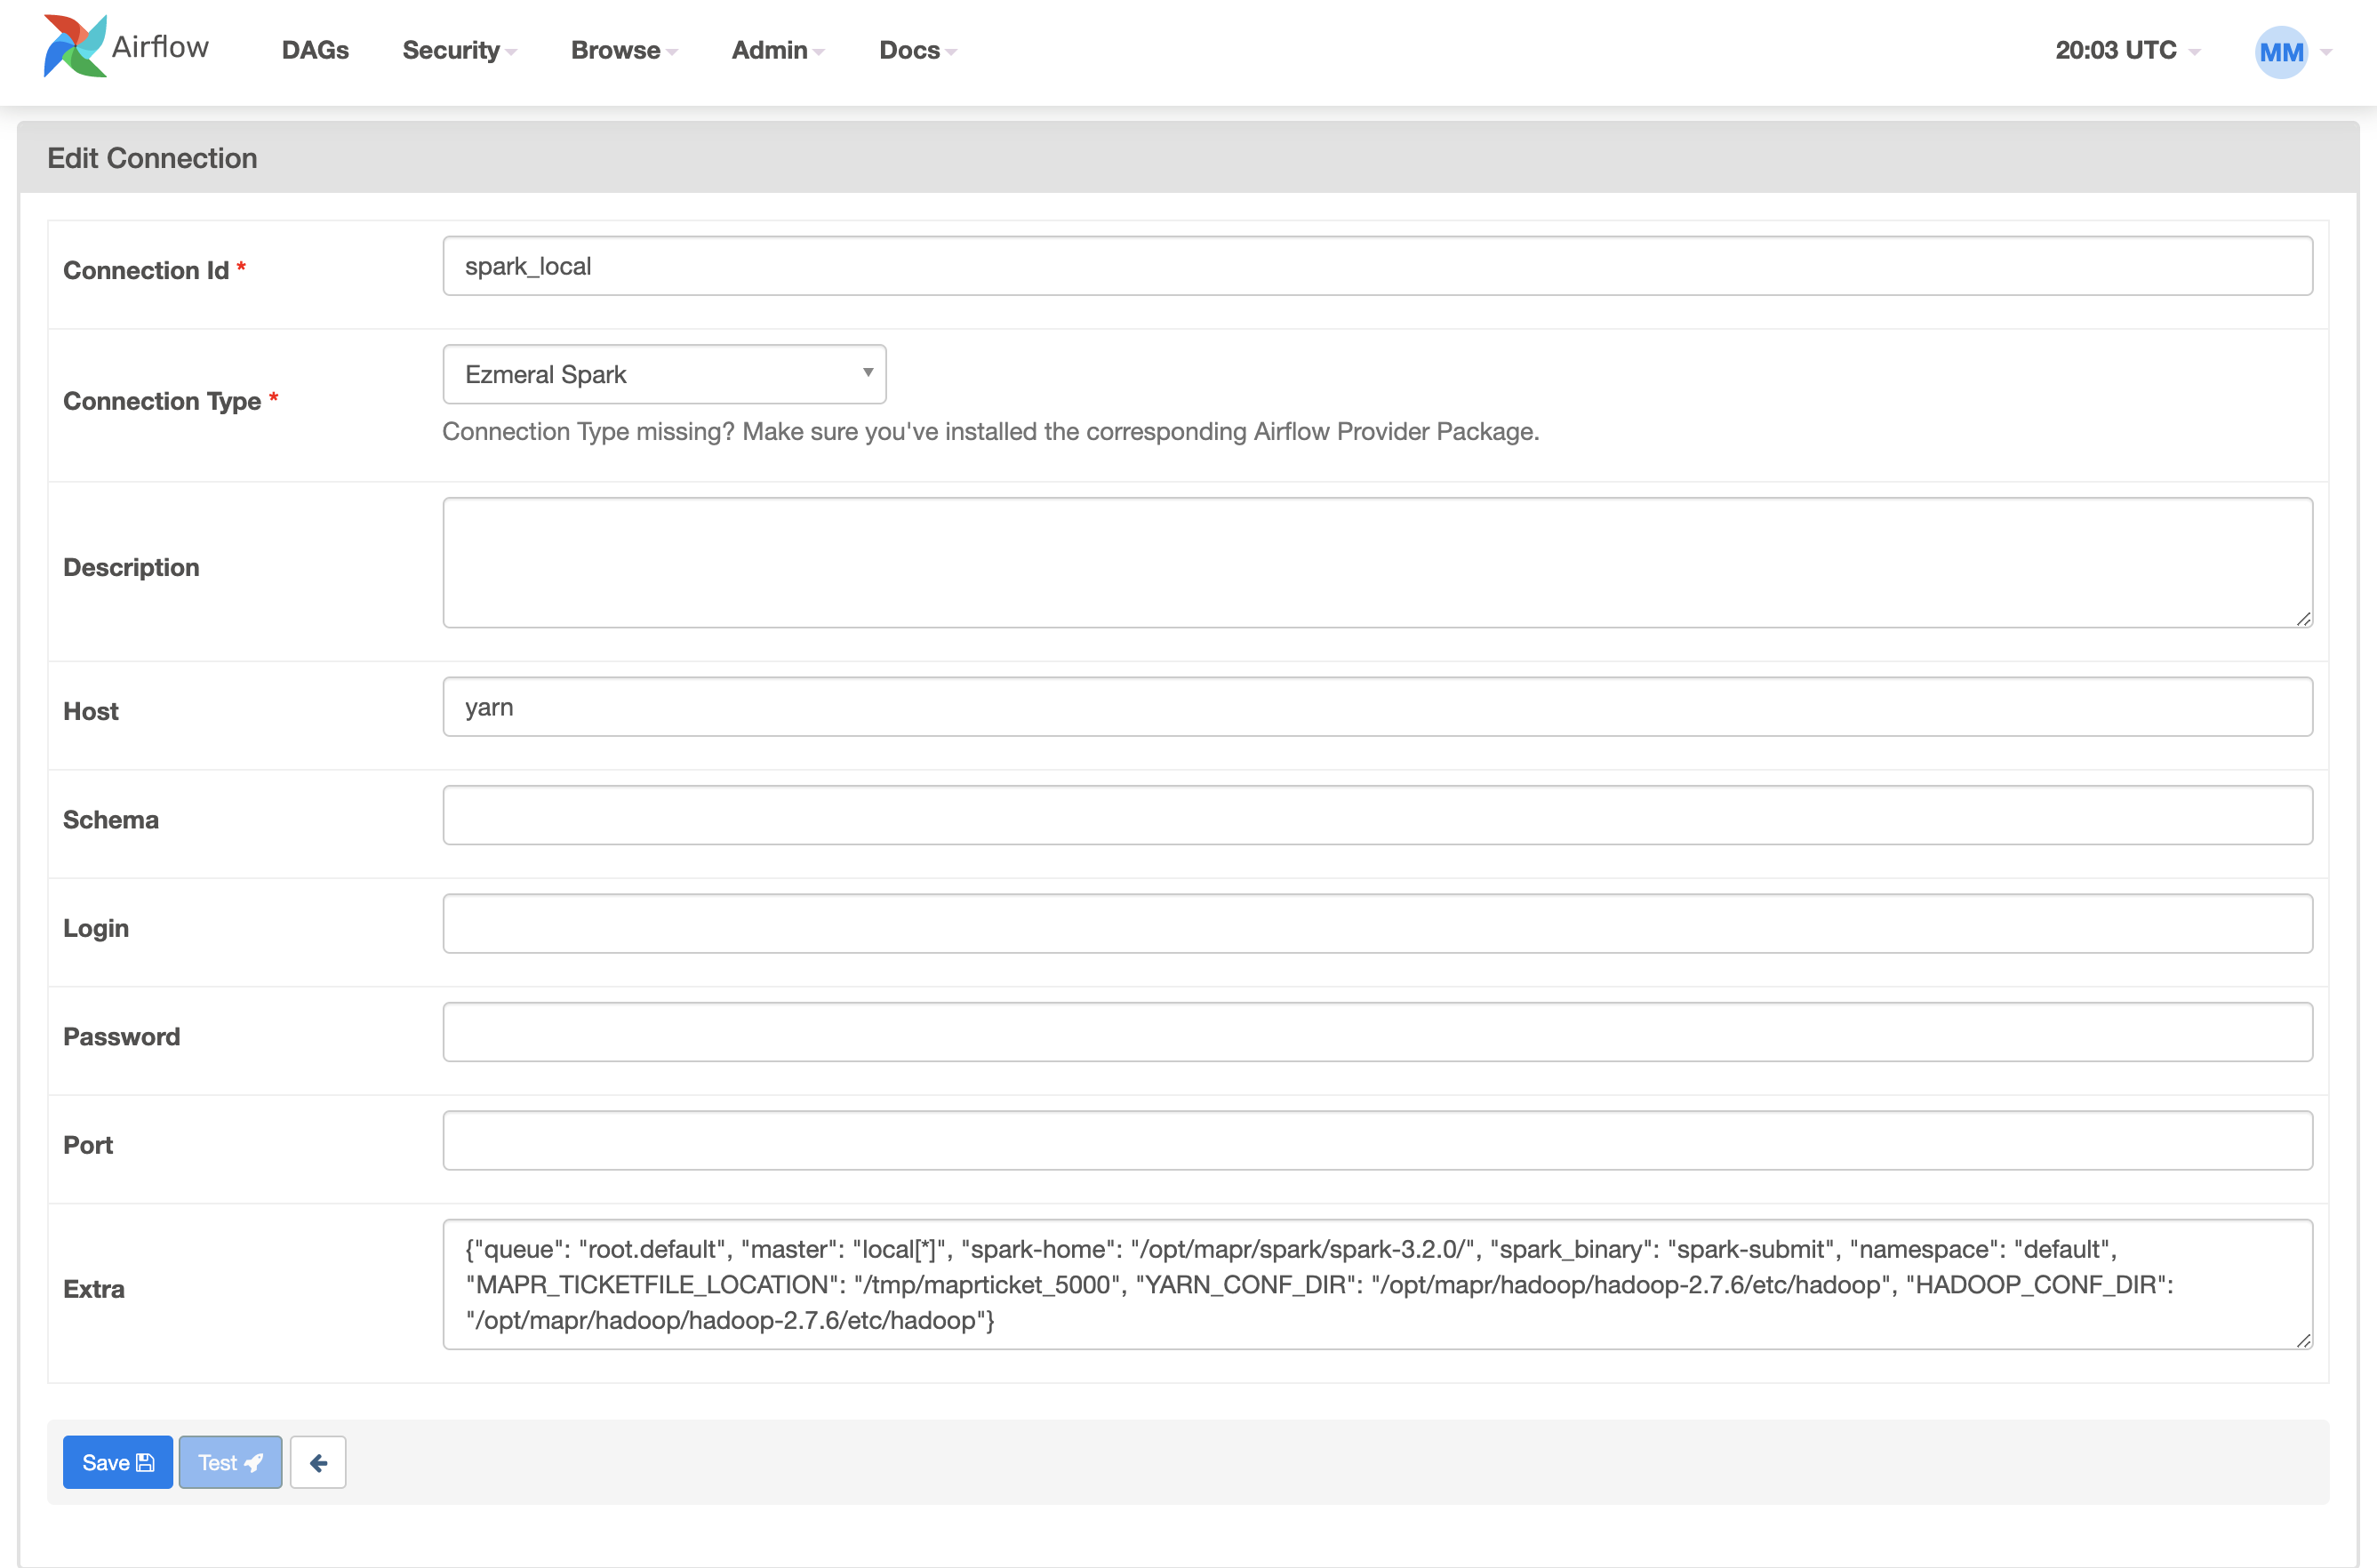 Airflow DAGs Security Browse Admin Docs 20:03 UTC MM
Edit Connection
Connection Id * spark_local
Connection Type * Ezmeral Spark
Connection Type missing? Make sure you've installed the corresponding Airflow Provider Package.
Description
Host yarn
Schema
Login
Password
Port
Extra
{"queue": "root.default", "master": "local[*]", "spark-home": "/opt/mapr/spark/spark-3.2.0/", "spark_binary": "spark-submit", "namespace": "default",
"MAPR_TICKETFILE_LOCATION": "/tmp/maprticket_5000", "YARN_CONF_DIR": "/opt/mapr/hadoop/hadoop-2.7.6/etc/hadoop", "HADOOP_CONF_DIR":
"/opt/mapr/hadoop/hadoop-2.7.6/etc/hadoop"}
Save Test